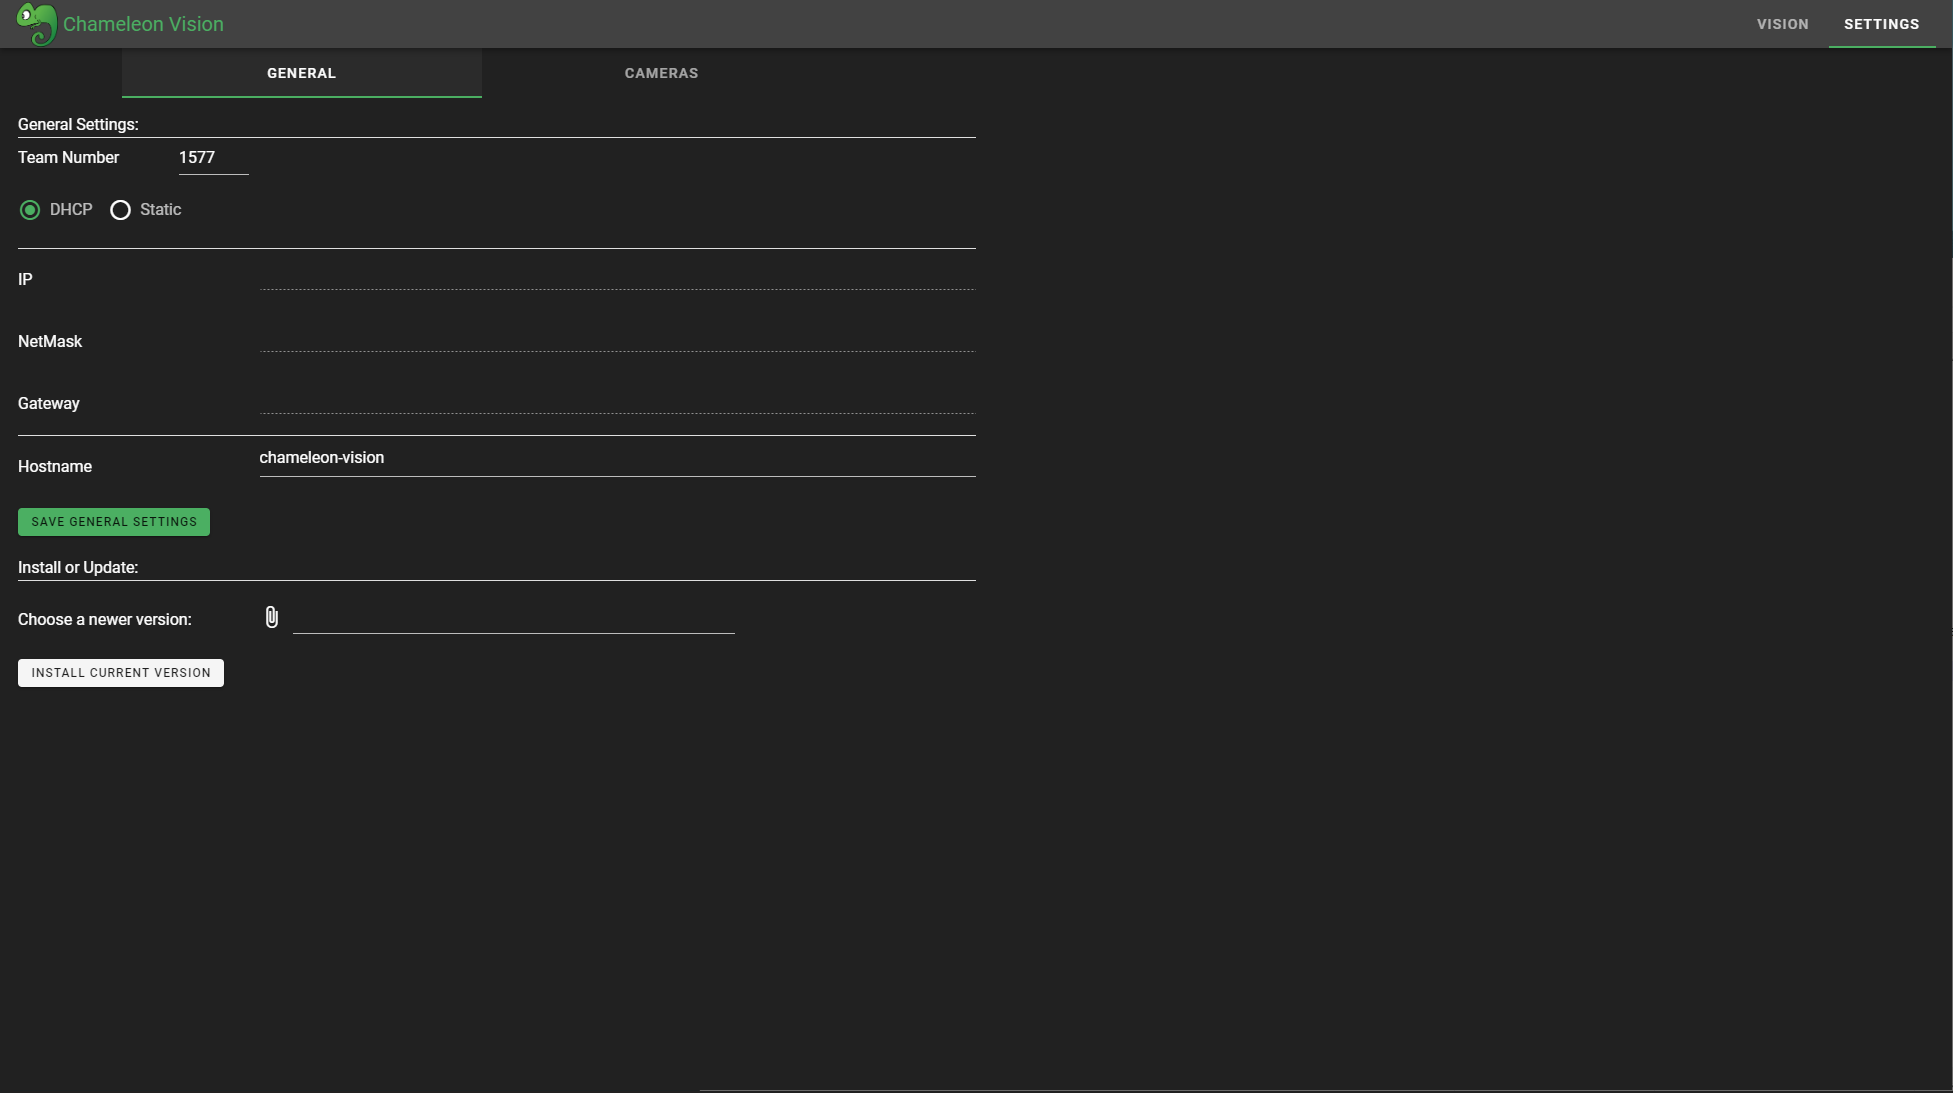 Chameleon Vision
VISION
SETTINGS
GENERAL
CAMERAS
General Settings:
Team Number
1577
DHCP
Static
IP
NetMask
Gateway
Hostname
chameleon-vision
SAVE GENERAL SETTINGS
Install or Update:
Choose a newer version:
INSTALL CURRENT VERSION